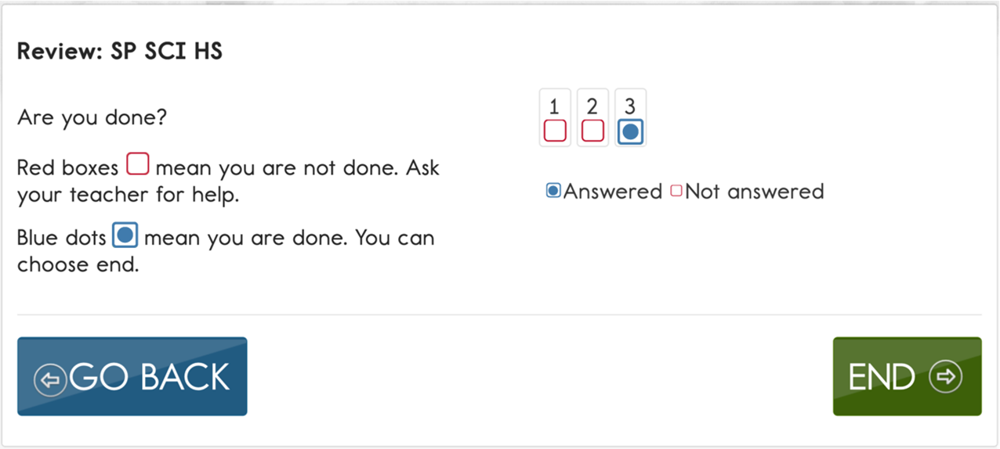 Review: SP SCI HS
Are you done?
Red boxes mean you are not done. Ask
your teacher for help.
Blue dots mean you are done. You can
choose end.
1 2 3
Answered Not answered
GO BACK
END